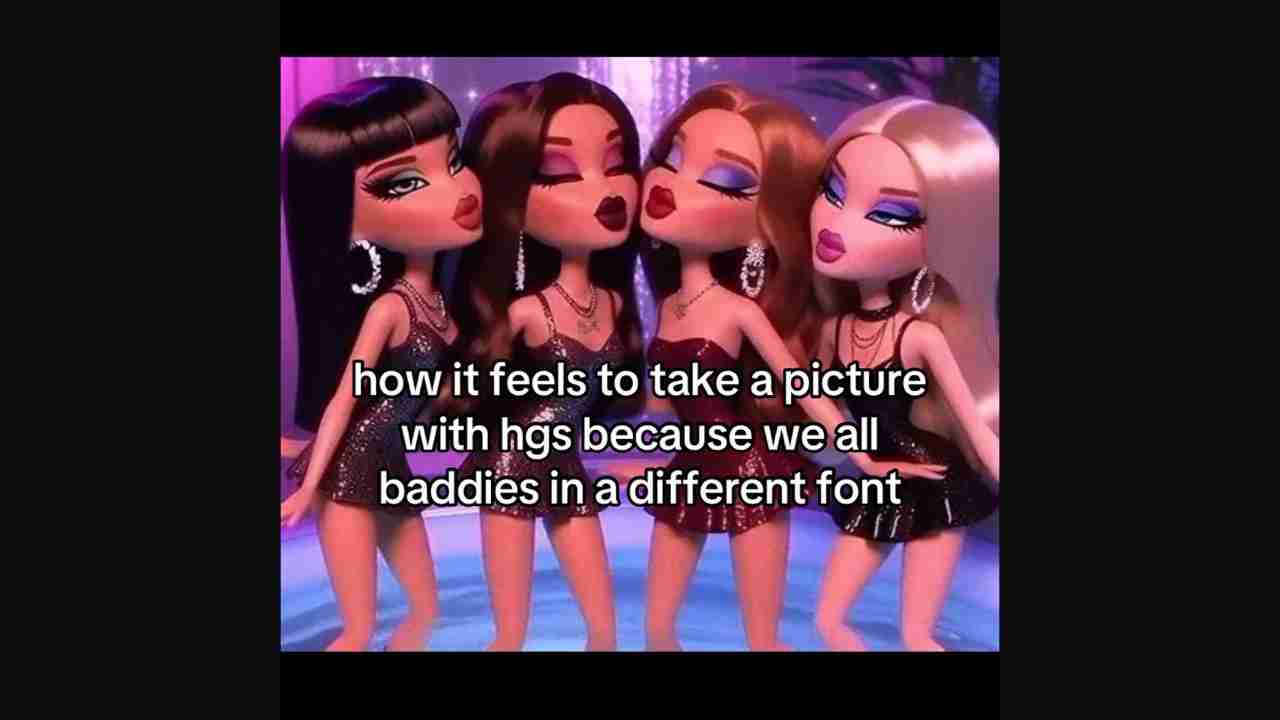 how it feels to take a picture
with hgs because we all
baddies in a different font